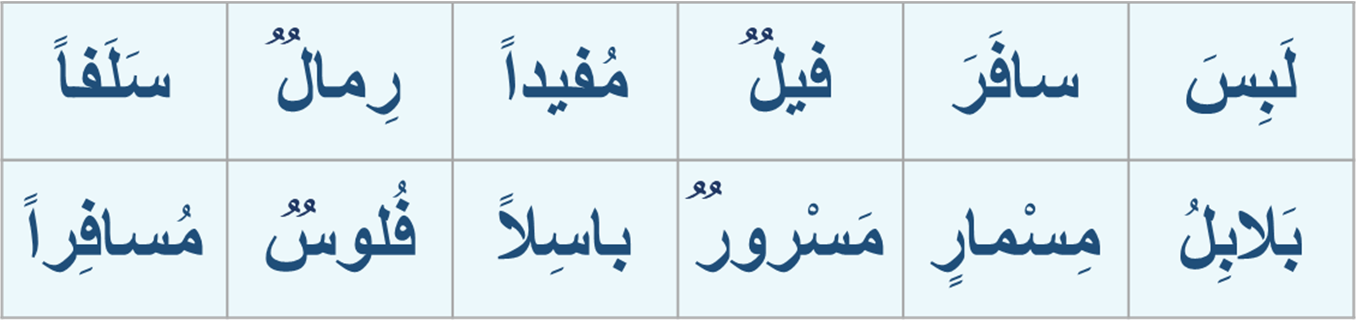 لَبِسَ سافَرَ فيلٌ مُفيداً رِمالٌ سَلَفاً
بَلابِلُ مِسْمارٍ مَسْرورٌ باسِلاً فُلوسٌ مُسافِراً